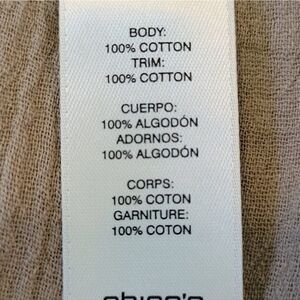 BODY:
100% COTTON
TRIM:
100% COTTON
CUERPO:
100% ALGODÓN
ADORNOS:
100% ALGODÓN
CORPS:
100% COTON
GARNITURE:
100% COTON